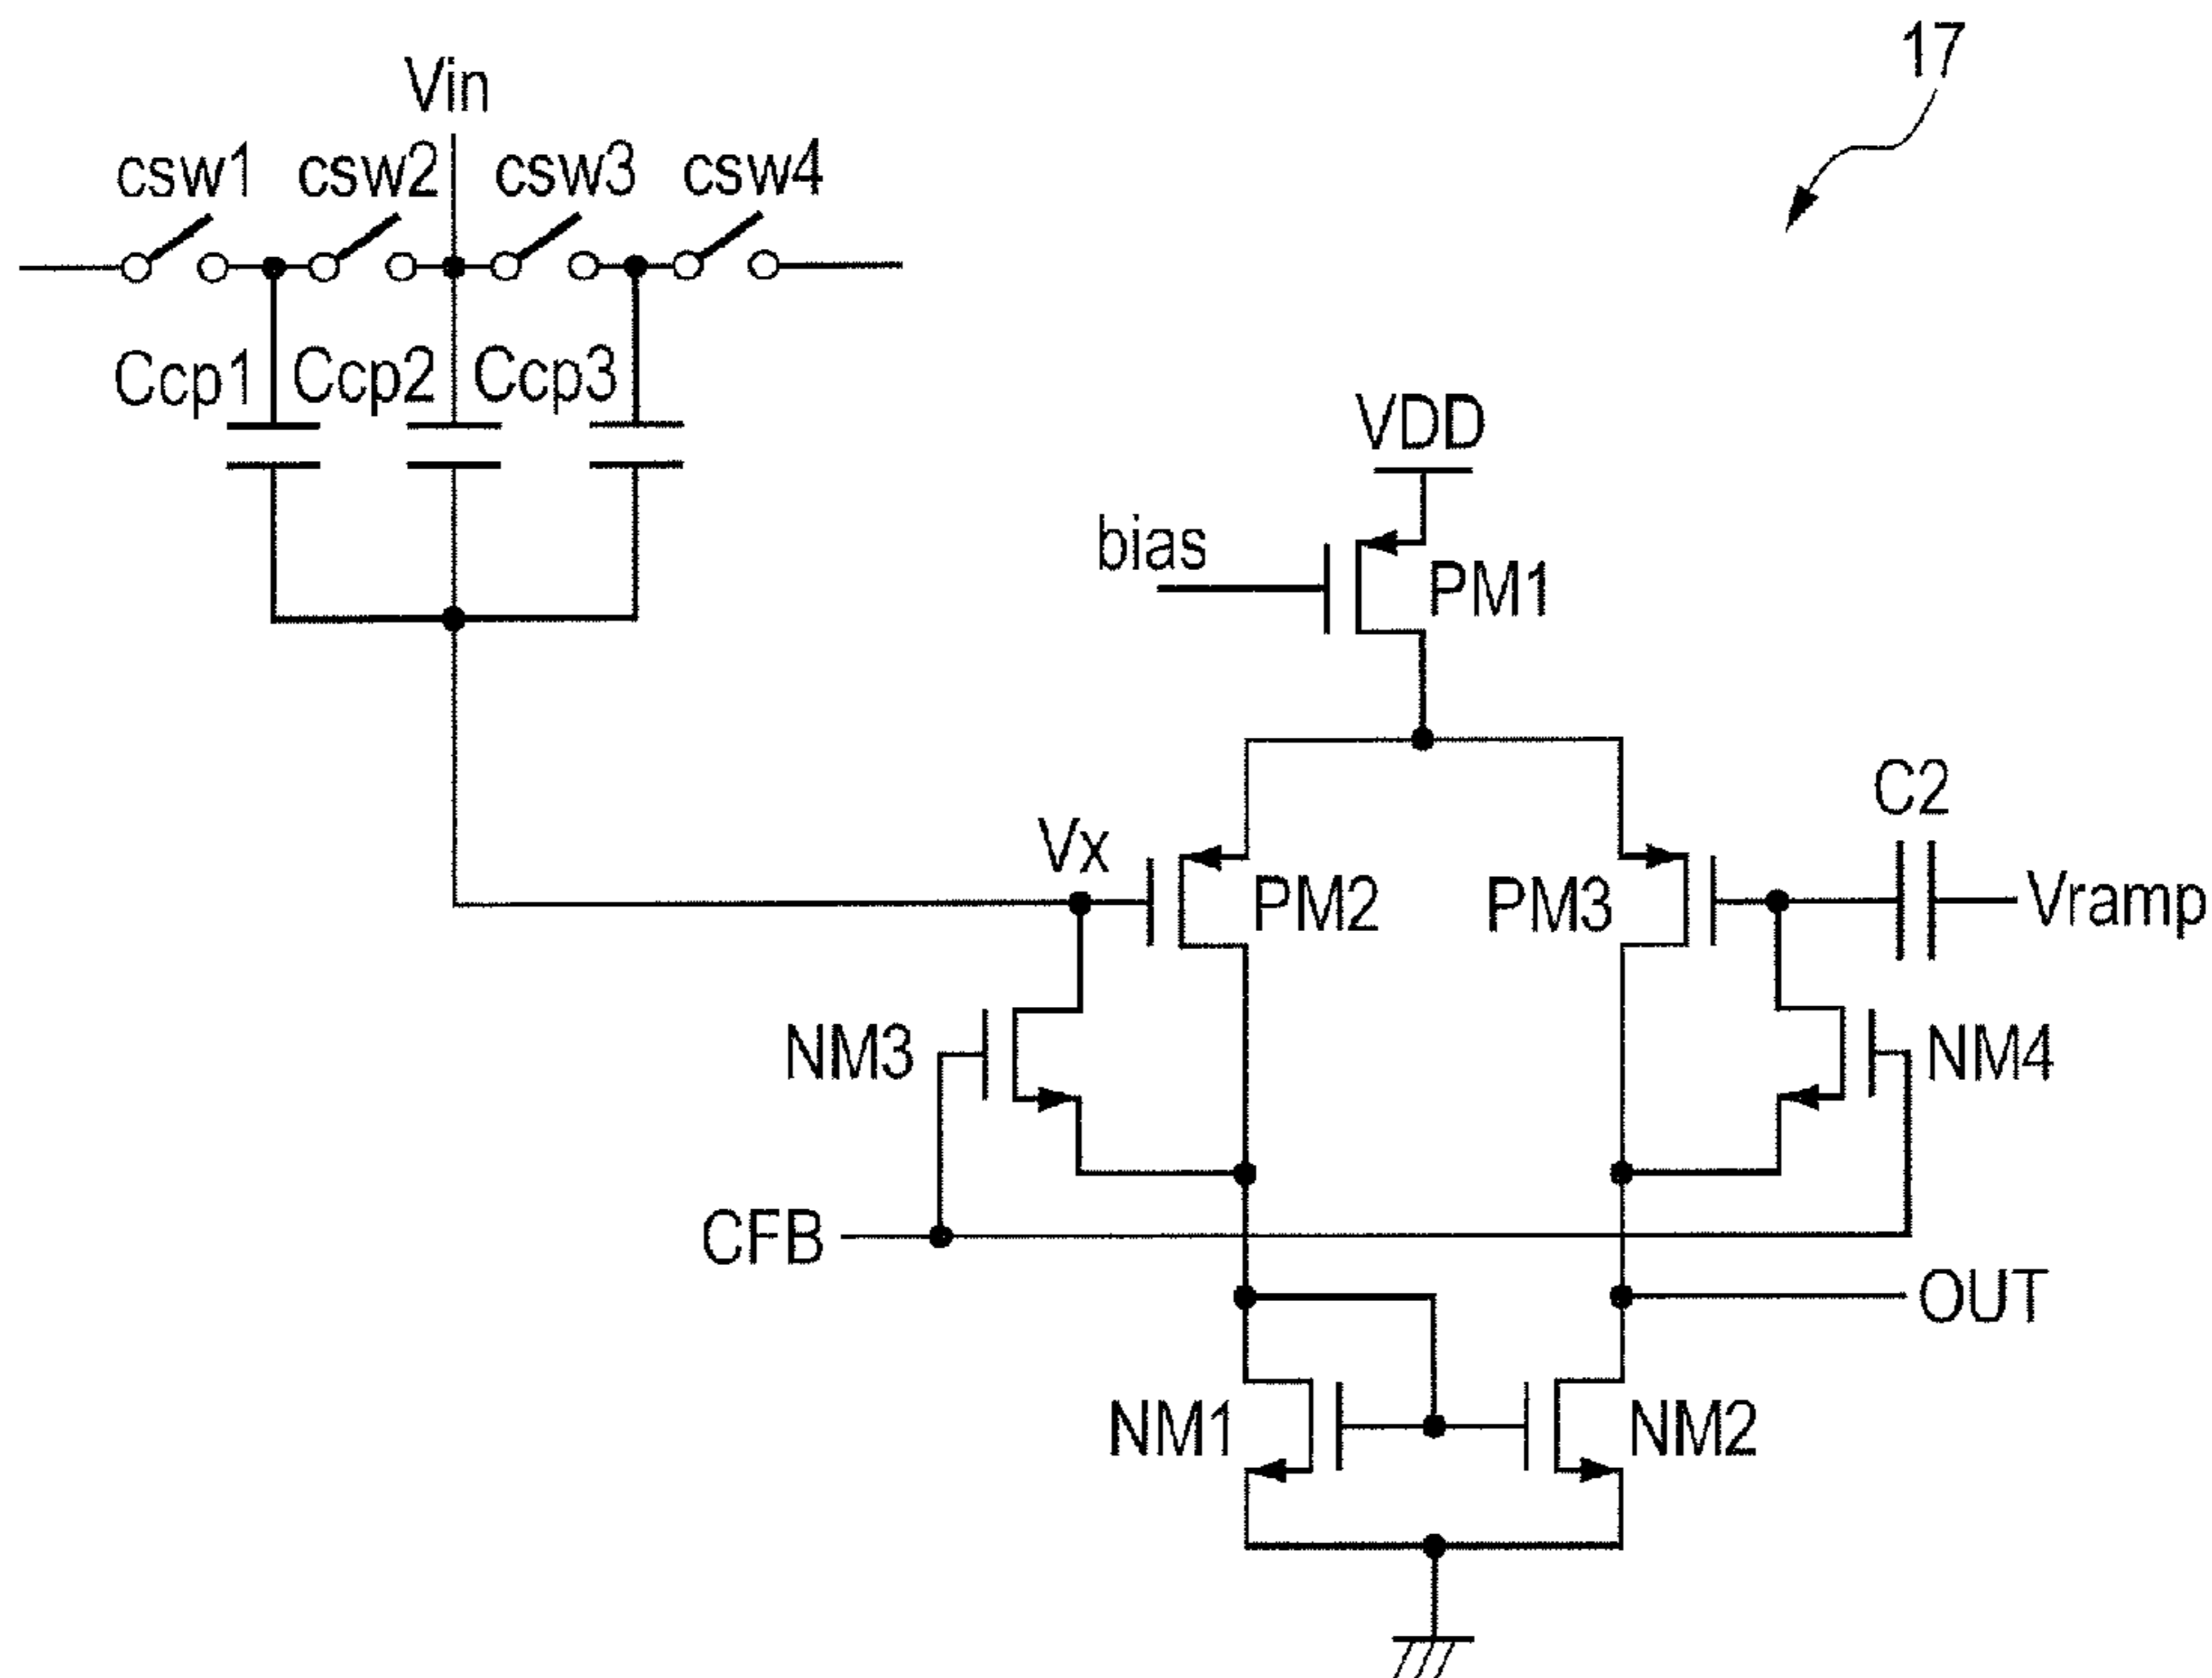 17
Vin
csw1 csw2 csw3 csw4
Ccp1 Ccp2 Ccp3
VDD
bias
PM1
C2
Vx
PM2 PM3 Vramp
NM3 NM4
CFB
OUT
NM1 NM2